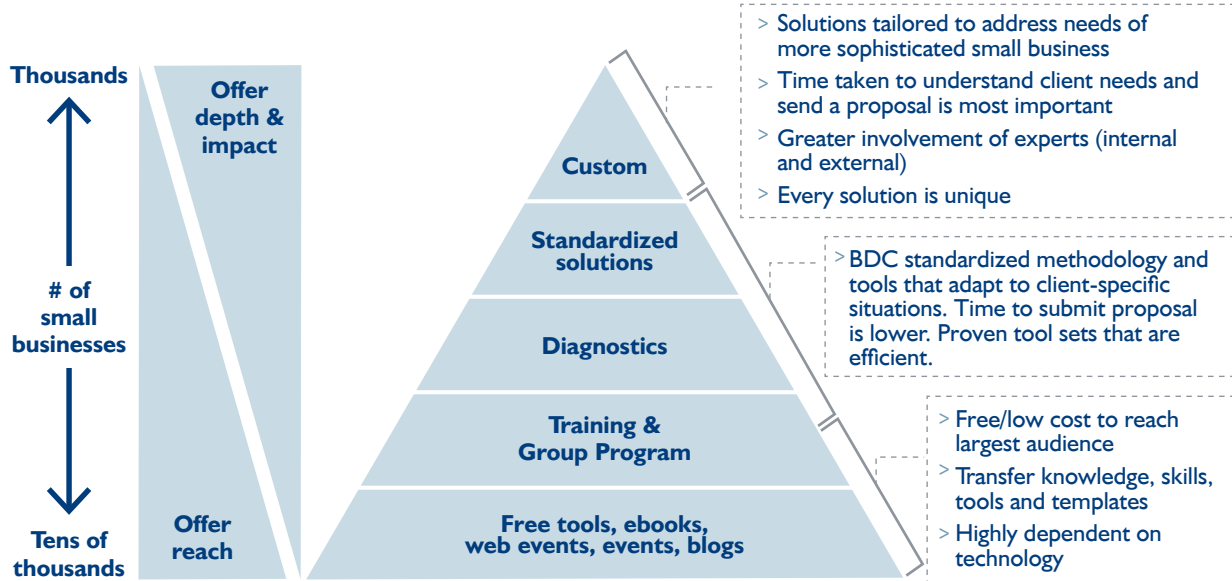 Thousands
# of
small
businesses
Tens of
thousands
Offer
depth &
impact
Offer
reach
Custom
Standardized
solutions
Diagnostics
Training &
Group Program
Free tools, ebooks,
web events, events, blogs
> Solutions tailored to address needs of
more sophisticated small business
> Time taken to understand client needs and
send a proposal is most important
> Greater involvement of experts (internal
and external)
> Every solution is unique
> BDC standardized methodology and
tools that adapt to client-specific
situations. Time to submit proposal
is lower. Proven tool sets that are
efficient.
> Free/low cost to reach
largest audience
> Transfer knowledge, skills,
tools and templates
> Highly dependent on
technology